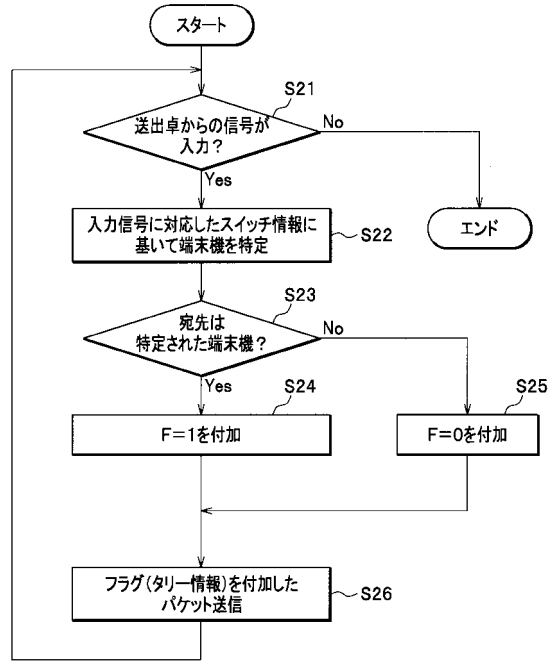 スタート
S21
送出卓からの信号が
入力？
No
Yes
エンド
入力信号に対応したスイッチ情報に
基いて端末機を特定
S22
S23
宛先は
特定された端末機？
No
Yes
S24
F＝1を付加
S25
F＝0を付加
フラグ（タリー情報）を付加した
パケット送信
S26